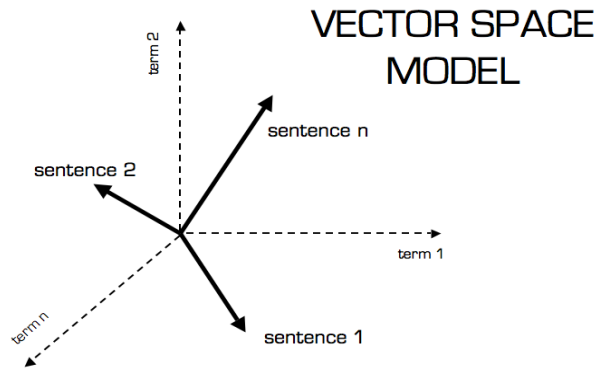 VECTOR SPACE
MODEL
term 2
sentence n
sentence 2
term 1
term n
sentence 1